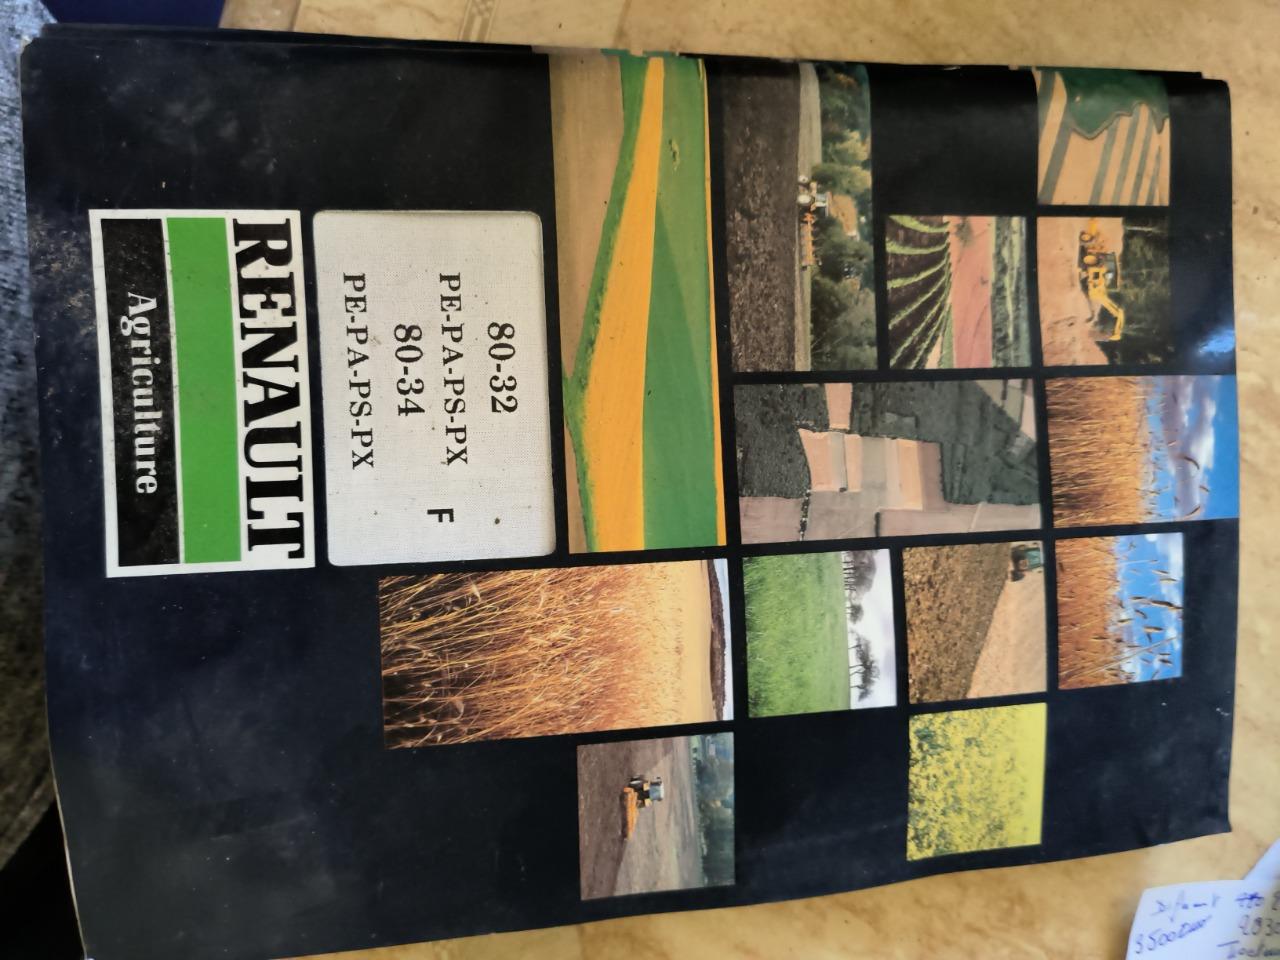 80-32
PE-PA-PS-PX
F
80-34
PE-PA-PS-PX
RENAULT
Agriculture